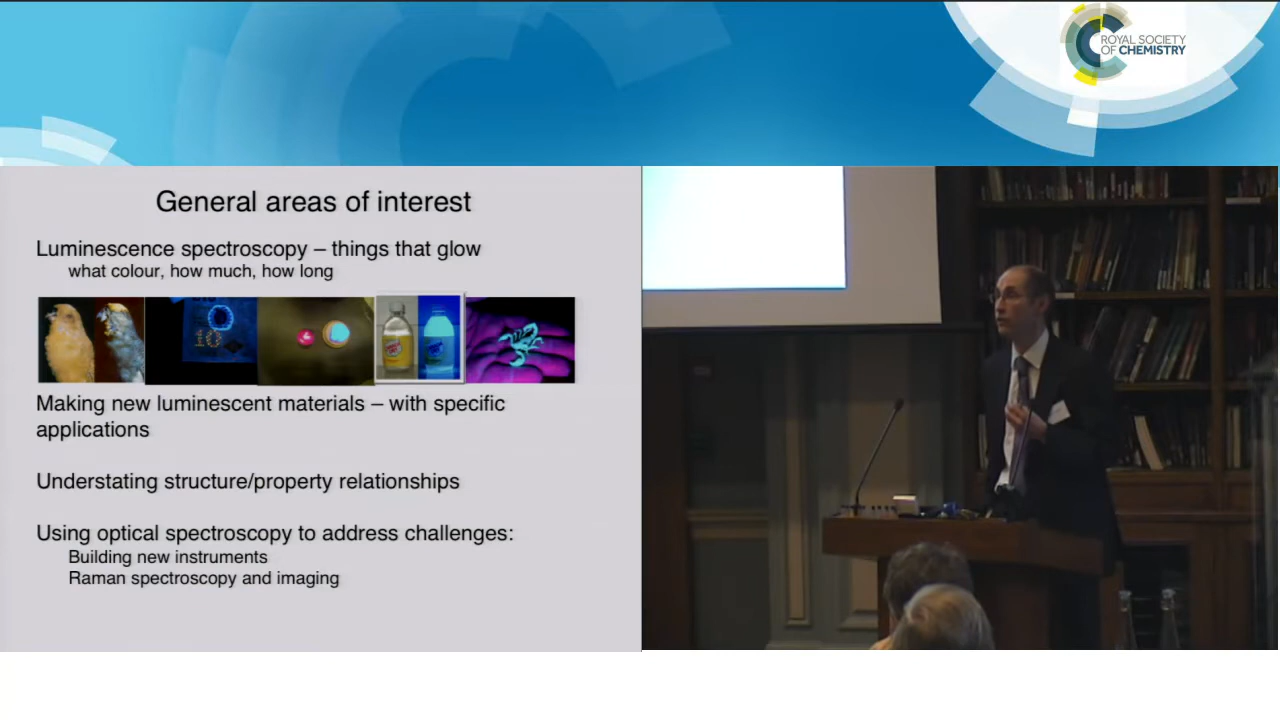 ROYAL SOCIETY
OF CHEMISTRY
General areas of interest
Luminescence spectroscopy – things that glow
what colour, how much, how long
10
Making new luminescent materials – with specific
applications
Understating structure/property relationships
Using optical spectroscopy to address challenges:
Building new instruments
Raman spectroscopy and imaging